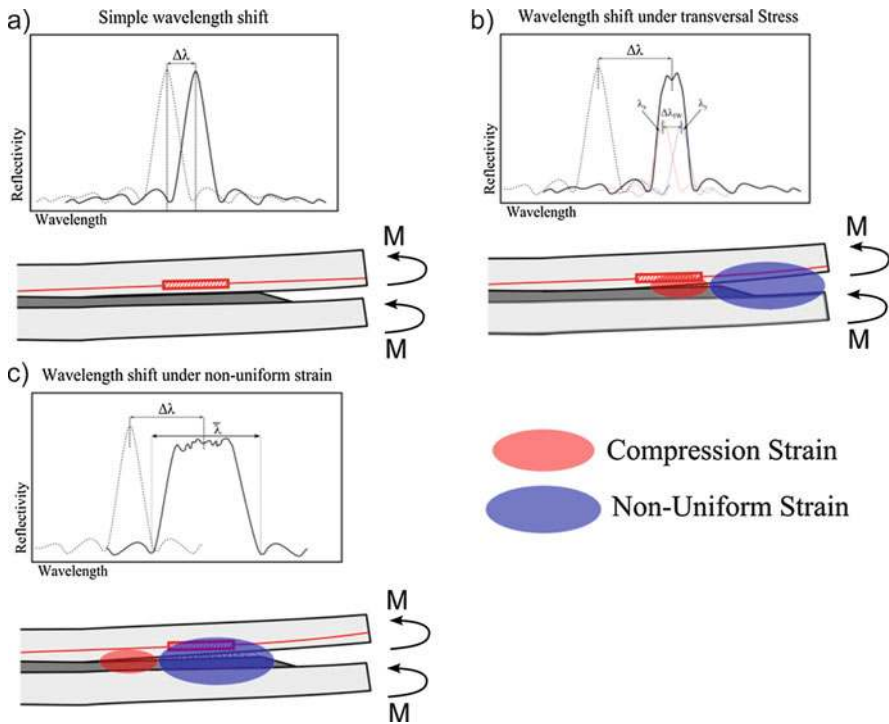 a)
Simple wavelength shift
Δλ
Reflectivity
Wavelength
M
M
b)
Wavelength shift under transversal Stress
Δλ
Reflectivity
Wavelength
M
M
c)
Wavelength shift under non-uniform strain
Δλ
λ̅
Reflectivity
Wavelength
M
M
Compression Strain
Non-Uniform Strain